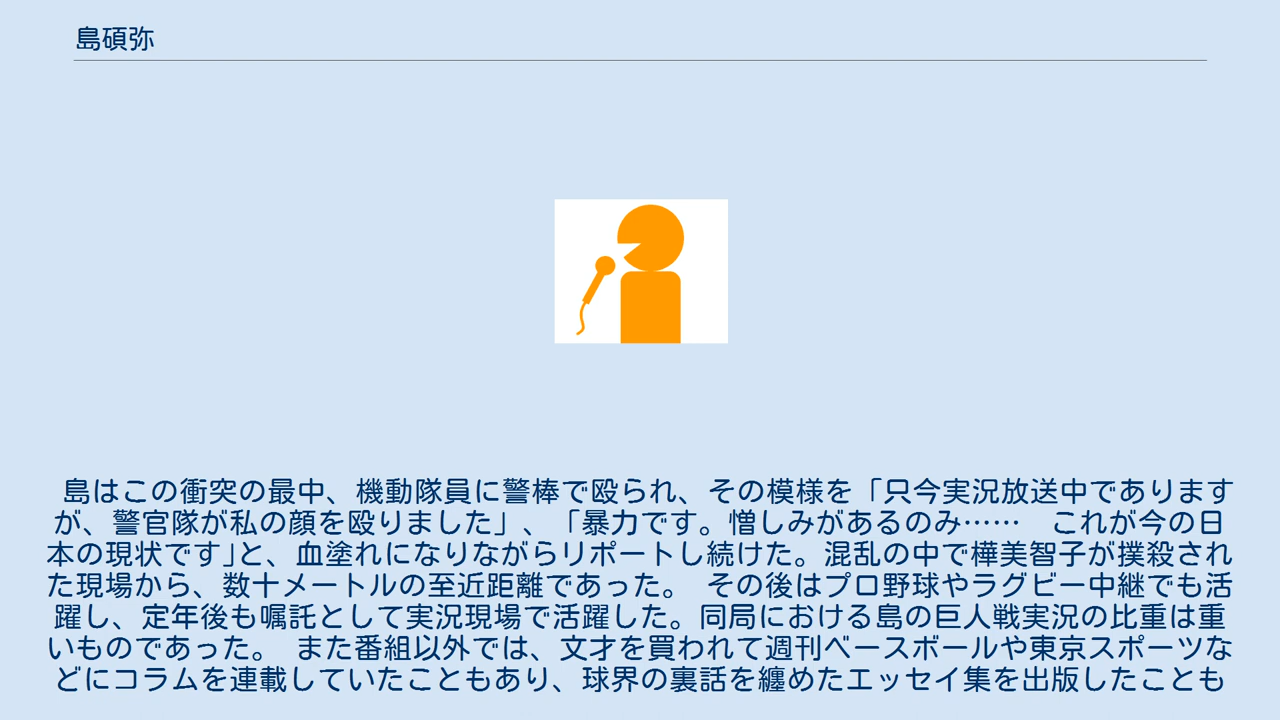 島碩弥
島はこの衝突の最中、機動隊員に警棒で殴られ、その模様を「只今実況放送中であります
が、警官隊が私の顔を殴りました」、「暴力です。憎しみがあるのみ…… これが今の日
本の現状です｣と、血塗れになりながらリポートし続けた。混乱の中で樺美智子が撲殺され
た現場から、数十メートルの至近距離であった。 その後はプロ野球やラグビー中継でも活
躍し、定年後も嘱託として実況現場で活躍した。同局における島の巨人戦実況の比重は重
いものであった。 また番組以外では、文才を買われて週刊ベースボールや東京スポーツな
どにコラムを連載していたこともあり、球界の裏話を纏めたエッセイ集を出版したことも